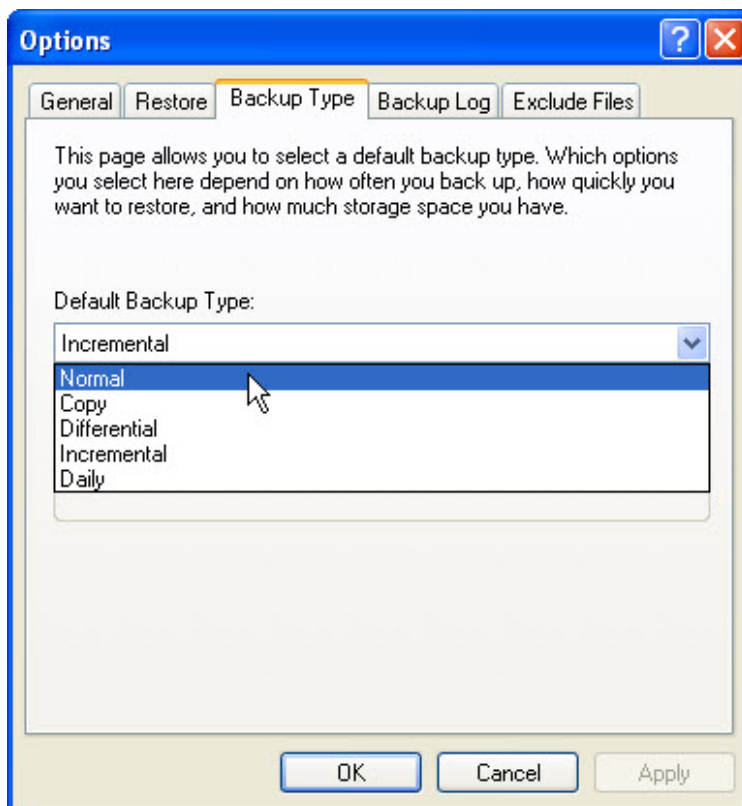 Options
General Restore Backup Type Backup Log Exclude Files
This page allows you to select a default backup type. Which options
you select here depend on how often you back up, how quickly you
want to restore, and how much storage space you have.
Default Backup Type:
Incremental
Normal
Copy
Differential
Incremental
Daily
OK Cancel Apply